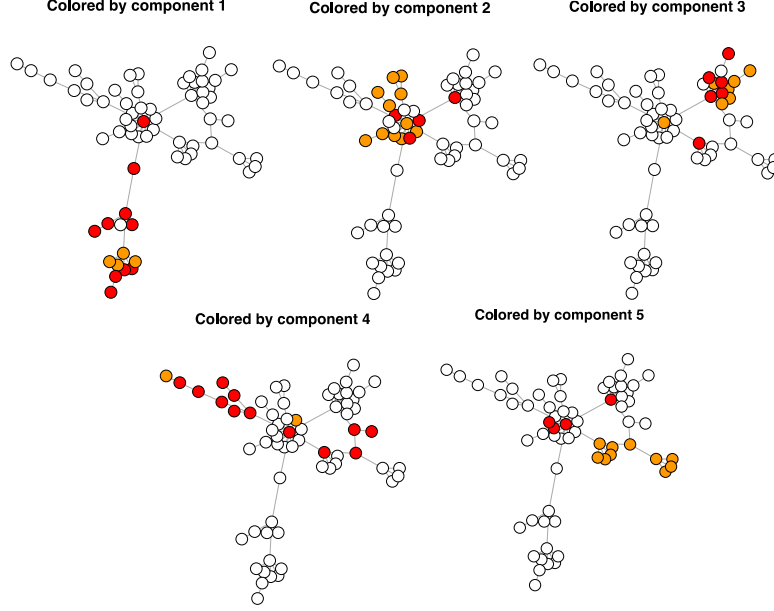 Colored by component 1
Colored by component 2
Colored by component 3
Colored by component 4
Colored by component 5